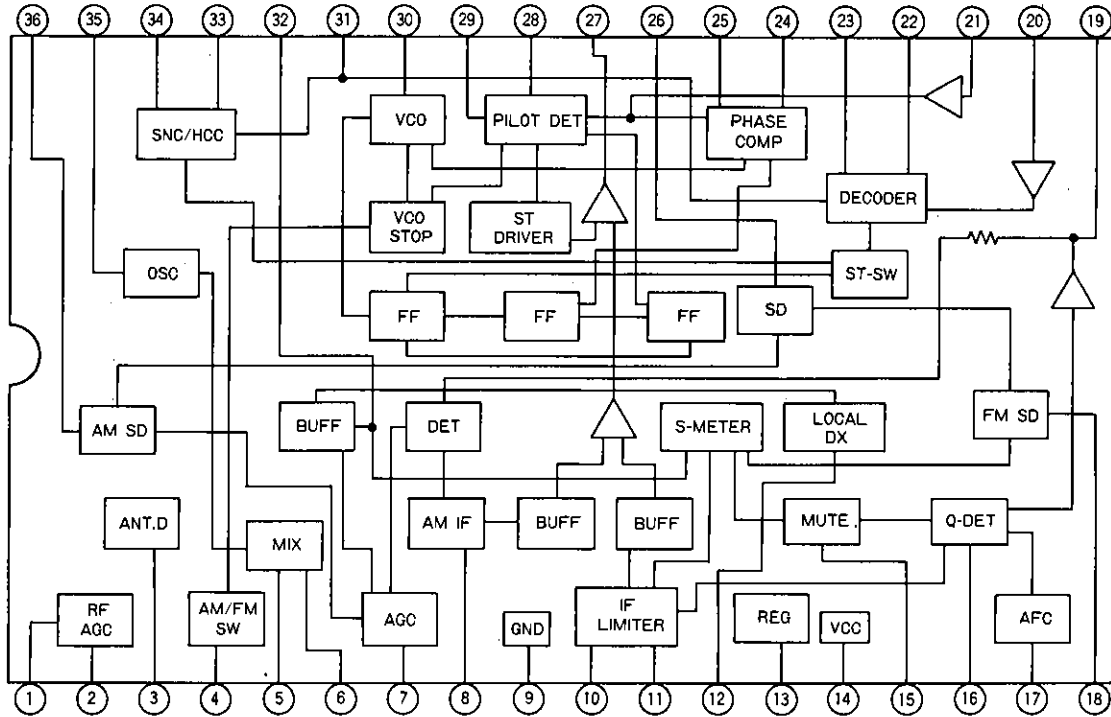 36 35 34 33 32 31 30 29 28 27 26 25 24 23 22 21 20 19
SNC/HCC
VCO
PILOT DET
PHASE
COMP
DECODER
VCO
STOP
ST
DRIVER
OSC
ST-SW
FF
FF
FF
SD
AM SD
BUFF
DET
S-METER
LOCAL
DX
FM SD
ANT.D
MIX
AM IF
BUFF
BUFF
MUTE
Q-DET
RF
AGC
AM/FM
SW
AGC
GND
IF
LIMITER
REG
VCC
AFC
1 2 3 4 5 6 7 8 9 10 11 12 13 14 15 16 17 18